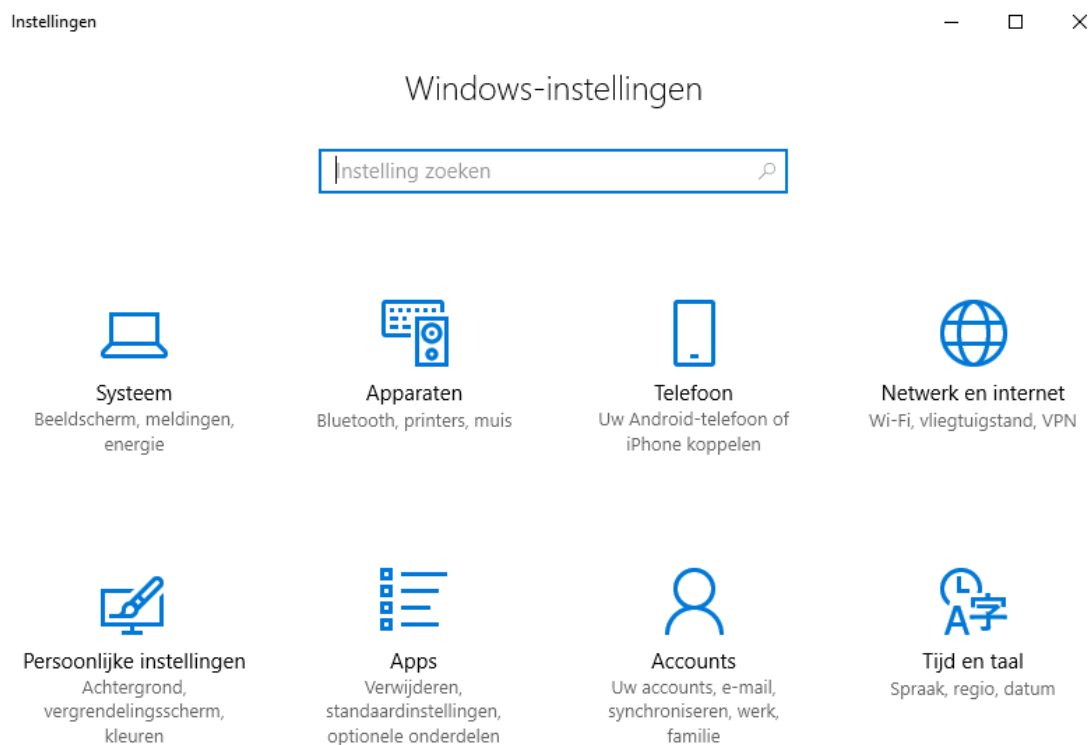 Instellingen
Windows-instellingen
Instelling zoeken
Systeem
Beeldscherm, meldingen,
energie
Apparaten
Bluetooth, printers, muis
Telefoon
Uw Android-telefoon of
iPhone koppelen
Netwerk en internet
Wi-Fi, vliegtuigstand, VPN
Persoonlijke instellingen
Achtergrond,
vergrendelingsscherm,
kleuren
Apps
Verwijderen,
standaardinstellingen,
optionele onderdelen
Accounts
Uw accounts, e-mail,
synchroniseren, werk,
familie
A字
Tijd en taal
Spraak, regio, datum